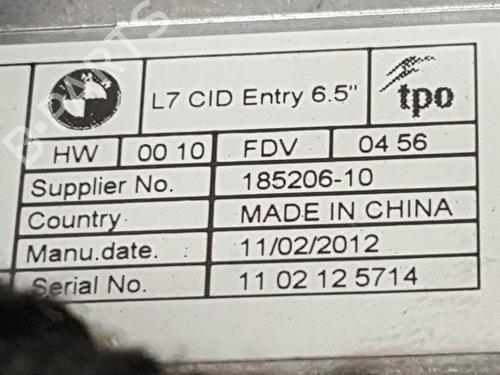 L7 CID Entry 6.5" tpo
HW 00 10 FDV 04 56
Supplier No. 185206-10
Country MADE IN CHINA
Manu.date. 11/02/2012
Serial No. 11 02 12 5714
B-PARTS